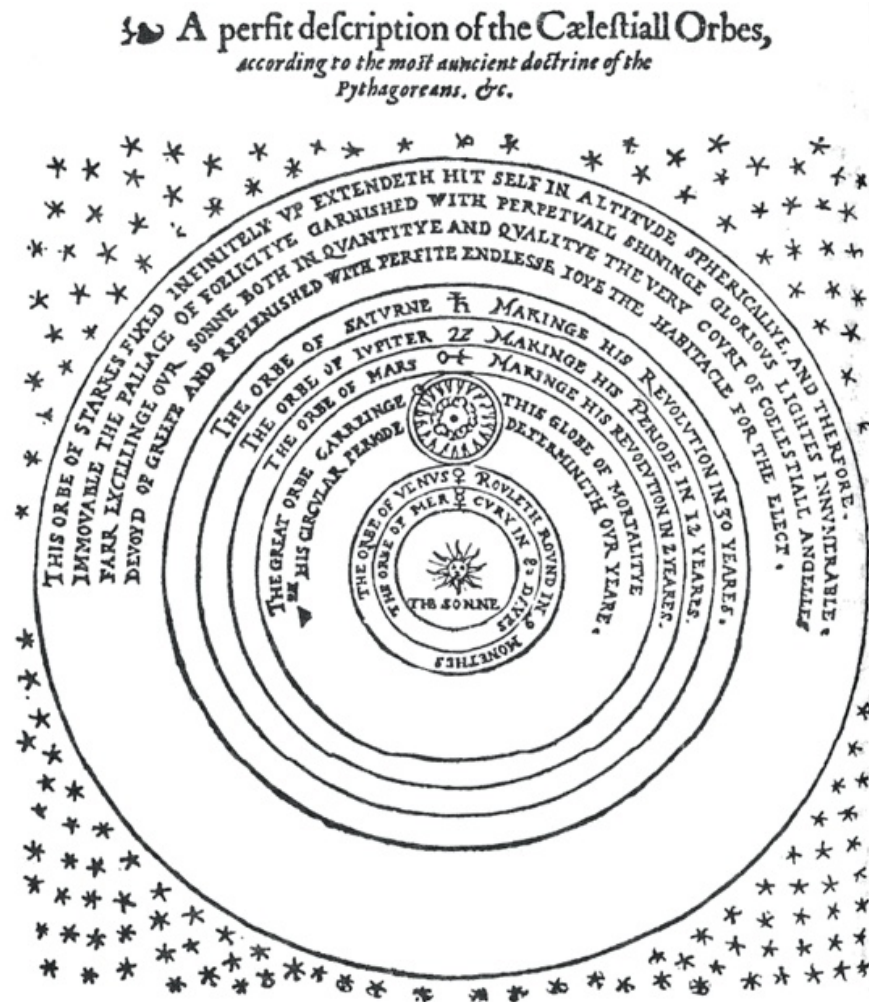 A perfit deſcription of the Cæleſtiall Orbes,
according to the moſt auncient doctrine of the
Pythagoreans. &c.
THIS ORBE OF STARRES FIXED INFINITELY VP EXTENDETH HIT SELF IN ALTITVDE SPHERICALLYE, AND THERFORE.
IMMOVABLE THE PALLACE OF FOELICITYE GARNISHED WITH PERPETVALL SHININGE GLORIOVS LIGHTES INNVMERABLE.
FARR EXCELLINGE OVR SONNE BOTH IN QVANTITYE AND QVALITYE THE VERY COVRT OF COELESTIALL ANGELLES
DEVOYD OF GREEFE AND REPLENISHED WITH PERFITE ENDLESSE IOYE THE HABITACLE FOR THE ELECT.
THE ORBE OF SATVRNE ♄ MAKINGE HIS REVOLVTION IN 30 YEARES.
THE ORBE OF IVPITER ♃ MAKINGE HIS PERIODE IN 12 YEARES.
THE ORBE OF MARS ♂ MAKINGE HIS REVOLVTION IN 2 YEARES.
THE GREAT ORBE CARREINGE THIS GLOBE OF MORTALITYE
HIS CIRCVLAR PERIODE DETERMINETH OVR YEARE.
THE ORBE OF VENVS ♀ ROVLETH ROVND IN 9 MONETHES
THE ORBE OF MERCVRY ☿ IN 8 DAYES
THE SONNE